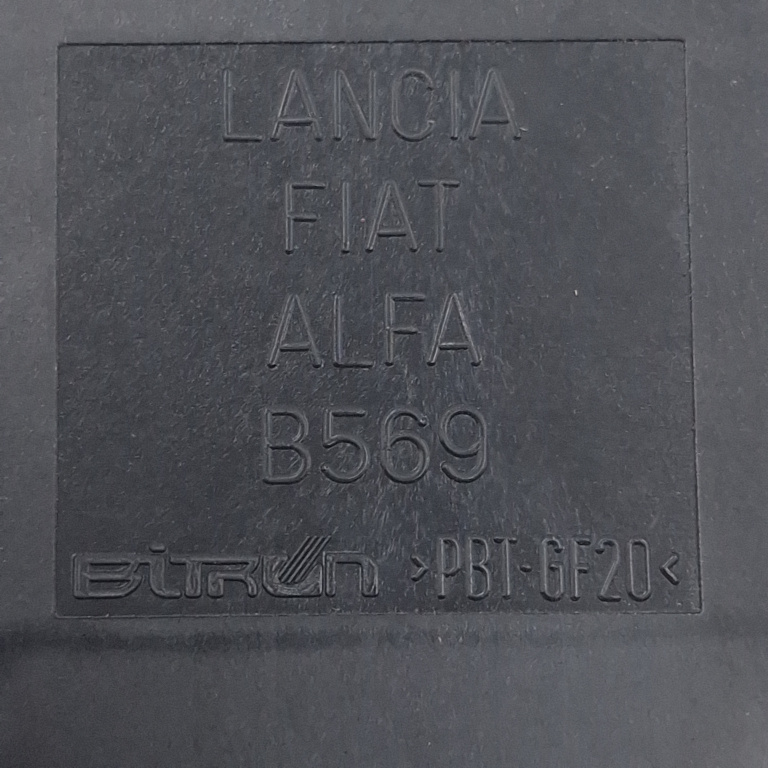 LANCIA
FIAT
ALFA
B569
BITRON >PBT-GF20<